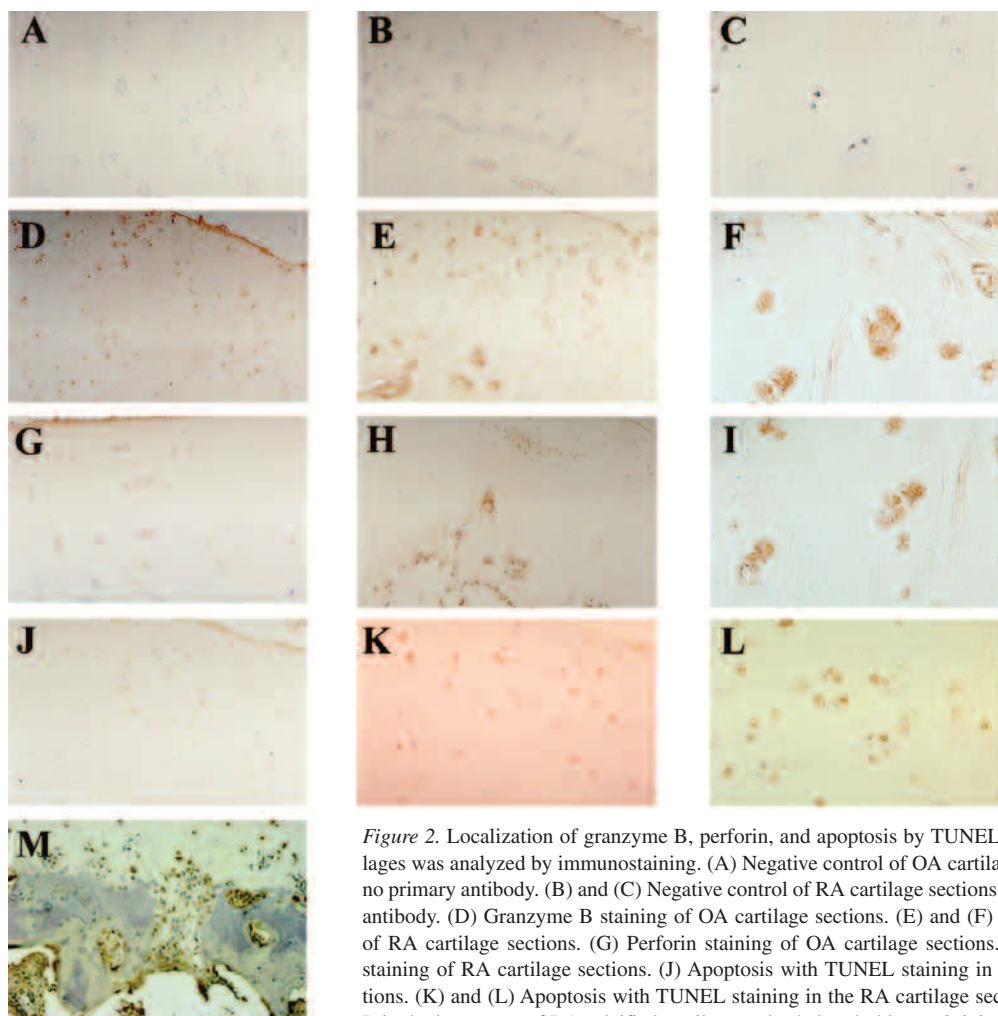 A
B
C
D
E
F
G
H
I
J
K
L
M
Figure 2. Localization of granzyme B, perforin, and apoptosis by TUNEL
lages was analyzed by immunostaining. (A) Negative control of OA cartila
no primary antibody. (B) and (C) Negative control of RA cartilage sections
antibody. (D) Granzyme B staining of OA cartilage sections. (E) and (F)
of RA cartilage sections. (G) Perforin staining of OA cartilage sections.
staining of RA cartilage sections. (J) Apoptosis with TUNEL staining in
tions. (K) and (L) Apoptosis with TUNEL staining in the RA cartilage sec